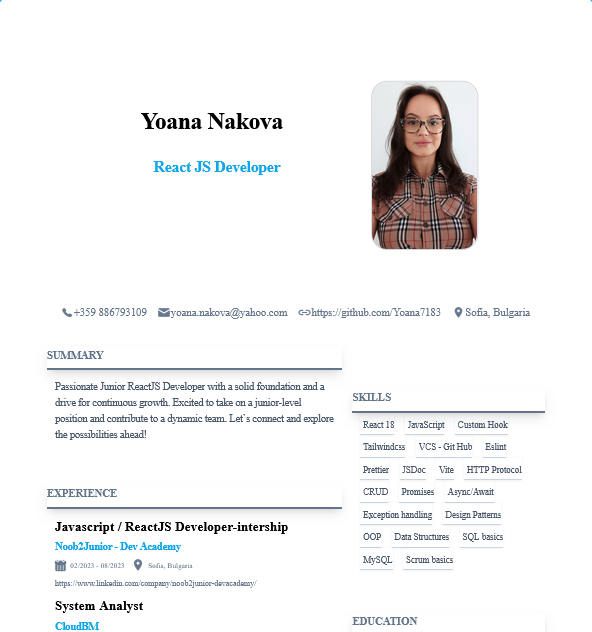 Yoana Nakova
React JS Developer
+359 886793109 yoana.nakova@yahoo.com https://github.com/Yoana7183 Sofia, Bulgaria
SUMMARY
Passionate Junior ReactJS Developer with a solid foundation and a
drive for continuous growth. Excited to take on a junior-level
position and contribute to a dynamic team. Let`s connect and explore
the possibilities ahead!
EXPERIENCE
Javascript / ReactJS Developer-intership
Noob2Junior - Dev Academy
02/2023 - 08/2023 Sofia, Bulgaria
https://www.linkedin.com/company/noob2junior-devacademy/
System Analyst
CloudBM
SKILLS
React 18 JavaScript Custom Hook
Tailwindcss VCS - Git Hub Eslint
Prettier JSDoc Vite HTTP Protocol
CRUD Promises Async/Await
Exception handling Design Patterns
OOP Data Structures SQL basics
MySQL Scrum basics
EDUCATION